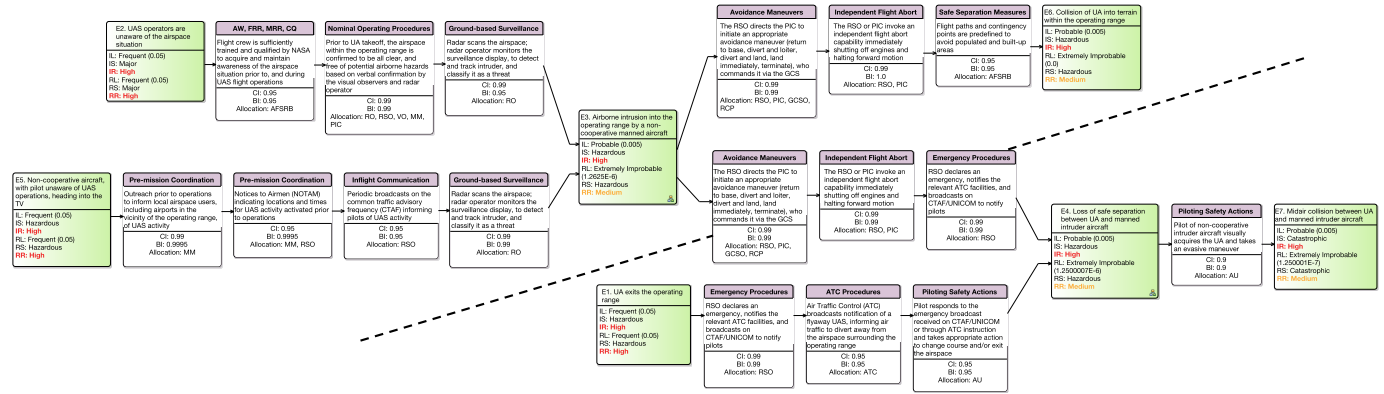 E2. UAS operators are
unaware of the airspace
situation
IL: Frequent (0.05)
IS: Major
IR: High
RL: Frequent (0.05)
RS: Major
RR: High
AW, FRR, MRR, CQ
Flight crew is sufficiently
trained and qualified by NASA
to acquire and maintain
awareness of the airspace
situation prior to, and during
UAS flight operations
CI: 0.95
BI: 0.95
Allocation: AFSRB
Nominal Operating Procedures
Prior to UA takeoff, the airspace
within the operating range is
confirmed to be all clear, and
free of potential airborne hazards
based on verbal confirmation by
the visual observers and radar
operator
CI: 0.99
BI: 0.99
Allocation: RO, RSO, VO, MM,
PIC
Ground-based Surveillance
Radar scans the airspace;
radar operator monitors the
surveillance display, to detect
and track intruder, and
classify it as a threat
CI: 0.99
BI: 0.95
Allocation: RO
E3. Airborne intrusion into the
operating range by a non-
cooperative manned aircraft
IL: Probable (0.005)
IS: Hazardous
IR: High
RL: Extremely Improbable
(1.2625E-6)
RS: Hazardous
RR: Medium
Avoidance Maneuvers
The RSO directs the PIC to
initiate an appropriate
avoidance maneuver (return
to base, divert and loiter,
divert and land, land
immediately, terminate), who
commands it via the GCS
CI: 0.99
BI: 0.99
Allocation: RSO, PIC, GCSO,
RCP
Independent Flight Abort
The RSO or PIC invoke an
independent flight abort
capability immediately
shutting off engines and
halting forward motion
CI: 0.99
BI: 1.0
Allocation: RSO, PIC
Safe Separation Measures
Flight paths and contingency
points are predefined to
avoid populated and built-up
areas
CI: 0.95
BI: 0.95
Allocation: AFSRB
E6. Collision of UA into terrain
within the operating range
IL: Probable (0.005)
IS: Hazardous
IR: High
RL: Extremely Improbable
(0.0)
RS: Hazardous
RR: Medium
E5. Non-cooperative aircraft,
with pilot unaware of UAS
operations, heading into the
TV
IL: Frequent (0.05)
IS: Hazardous
IR: High
RL: Frequent (0.05)
RS: Hazardous
RR: High
Pre-mission Coordination
Outreach prior to operations
to inform local airspace users,
including airports in the
vicinity of the operating range,
of UAS activity
CI: 0.99
BI: 0.9995
Allocation: MM
Pre-mission Coordination
Notices to Airmen (NOTAM)
indicating locations and times
for UAS activity activated prior
to operations
CI: 0.95
BI: 0.9995
Allocation: MM, RSO
Inflight Communication
Periodic broadcasts on the
common traffic advisory
frequency (CTAF) informing
pilots of UAS activity
CI: 0.95
BI: 0.95
Allocation: RSO
Ground-based Surveillance
Radar scans the airspace;
radar operator monitors the
surveillance display, to detect
and track intruder, and
classify it as a threat
CI: 0.99
BI: 0.99
Allocation: RO
Avoidance Maneuvers
The RSO directs the PIC to
initiate an appropriate
avoidance maneuver (return
to base, divert and loiter,
divert and land, land
immediately, terminate), who
commands it via the GCS
CI: 0.99
BI: 0.99
Allocation: RSO, PIC,
GCSO, RCP
Independent Flight Abort
The RSO or PIC invoke an
independent flight abort
capability immediately
shutting off engines and
halting forward motion
CI: 0.99
BI: 0.99
Allocation: RSO, PIC
Emergency Procedures
RSO declares an
emergency, notifies the
relevant ATC facilities, and
broadcasts on
CTAF/UNICOM to notify
pilots
CI: 0.99
BI: 0.99
Allocation: RSO
E4. Loss of safe separation
between UA and manned
intruder aircraft
IL: Probable (0.005)
IS: Hazardous
IR: High
RL: Extremely Improbable
(1.2500007E-6)
RS: Hazardous
RR: Medium
Piloting Safety Actions
Pilot of non-cooperative
intruder aircraft visually
acquires the UA and takes
an evasive maneuver
CI: 0.9
BI: 0.9
Allocation: AU
E7. Midair collision between UA
and manned intruder aircraft
IL: Probable (0.005)
IS: Catastrophic
IR: High
RL: Extremely Improbable
(1.250001E-7)
RS: Catastrophic
RR: Medium
E1. UA exits the operating
range
IL: Frequent (0.05)
IS: Hazardous
IR: High
RL: Frequent (0.05)
RS: Hazardous
RR: High
Emergency Procedures
RSO declares an
emergency, notifies the
relevant ATC facilities, and
broadcasts on
CTAF/UNICOM to notify
pilots
CI: 0.99
BI: 0.99
Allocation: RSO
ATC Procedures
Air Traffic Control (ATC)
broadcasts notification of a
flyaway UAS, informing air
traffic to divert away from
the airspace surrounding the
operating range
CI: 0.95
BI: 0.95
Allocation: ATC
Piloting Safety Actions
Pilot responds to the
emergency broadcast
received on CTAF/UNICOM
or through ATC instruction
and takes appropriate action
to change course and/or exit
the airspace
CI: 0.95
BI: 0.95
Allocation: AU